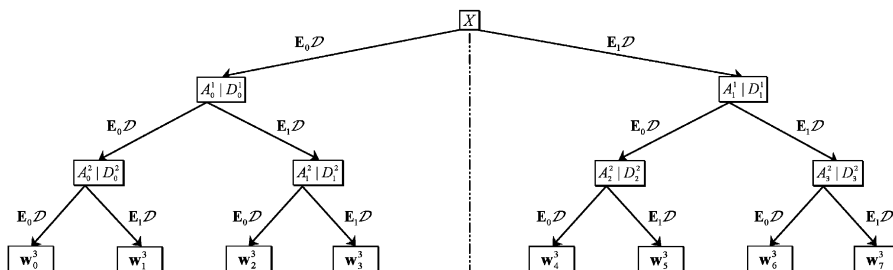 X
E₀𝒟 E₁𝒟
A₀¹ | D₀¹ A₁¹ | D₁¹
E₀𝒟 E₁𝒟 E₀𝒟 E₁𝒟
A₀² | D₀² A₁² | D₁² A₂² | D₂² A₃² | D₃²
E₀𝒟 E₁𝒟 E₀𝒟 E₁𝒟 E₀𝒟 E₁𝒟 E₀𝒟 E₁𝒟
w₀³ w₁³ w₂³ w₃³ w₄³ w₅³ w₆³ w₇³